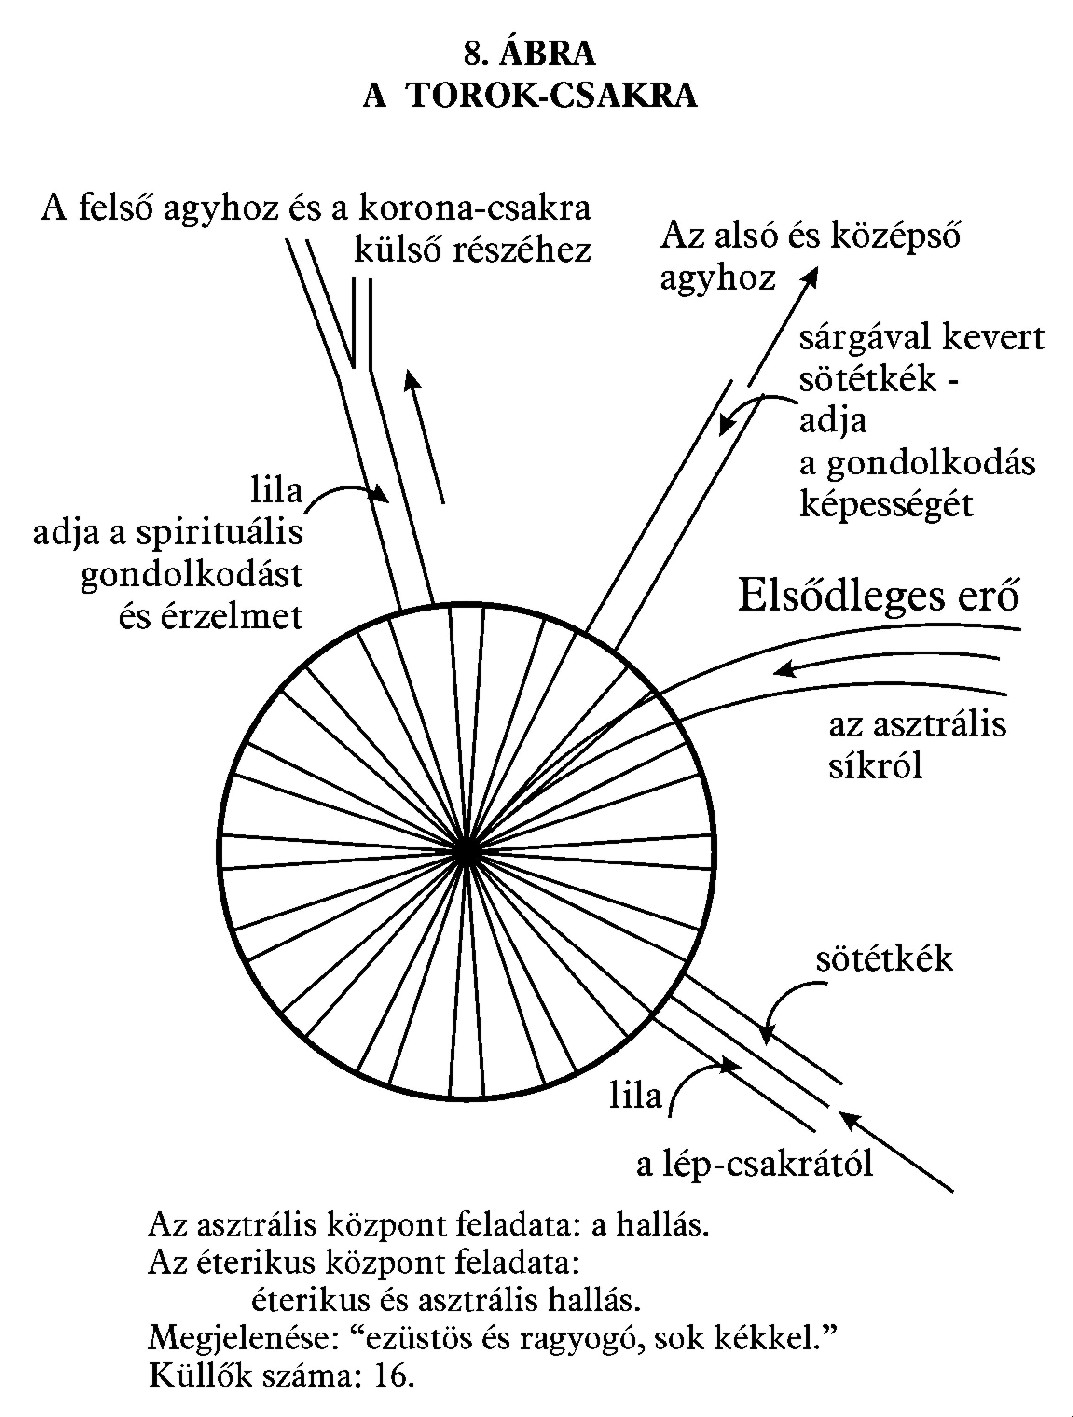 8. ÁBRA
A TOROK-CSAKRA
A felső agyhoz és a korona-csakra
külső részéhez
Az alsó és középső
agyhoz
sárgával kevert
sötétkék -
adja
a gondolkodás
képességét
lila
adja a spirituális
gondolkodást
és érzelmet
Elsődleges erő
az asztrális
síkról
sötétkék
lila
a lép-csakrától
Az asztrális központ feladata: a hallás.
Az éterikus központ feladata:
éterikus és asztrális hallás.
Megjelenése: “ezüstös és ragyogó, sok kékkel.”
Küllők száma: 16.